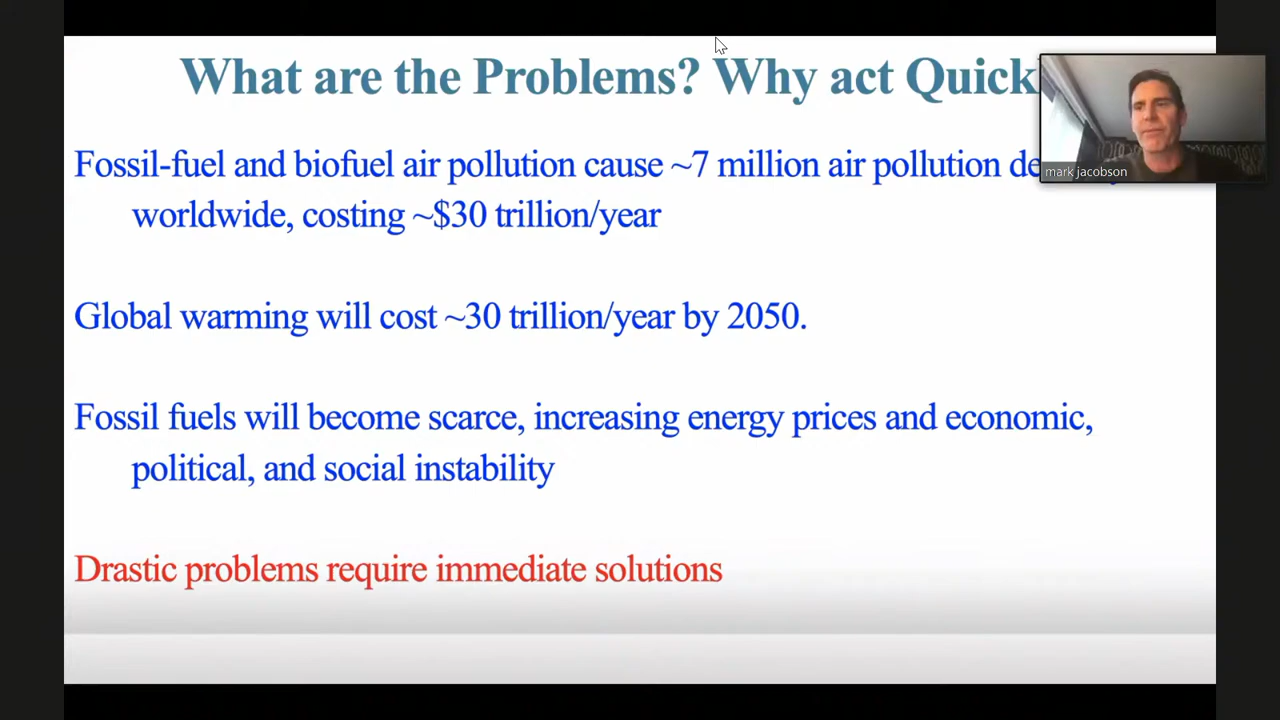 What are the Problems? Why act Quick
mark jacobson
Fossil-fuel and biofuel air pollution cause ~7 million air pollution
worldwide, costing ~$30 trillion/year
Global warming will cost ~30 trillion/year by 2050.
Fossil fuels will become scarce, increasing energy prices and economic,
political, and social instability
Drastic problems require immediate solutions